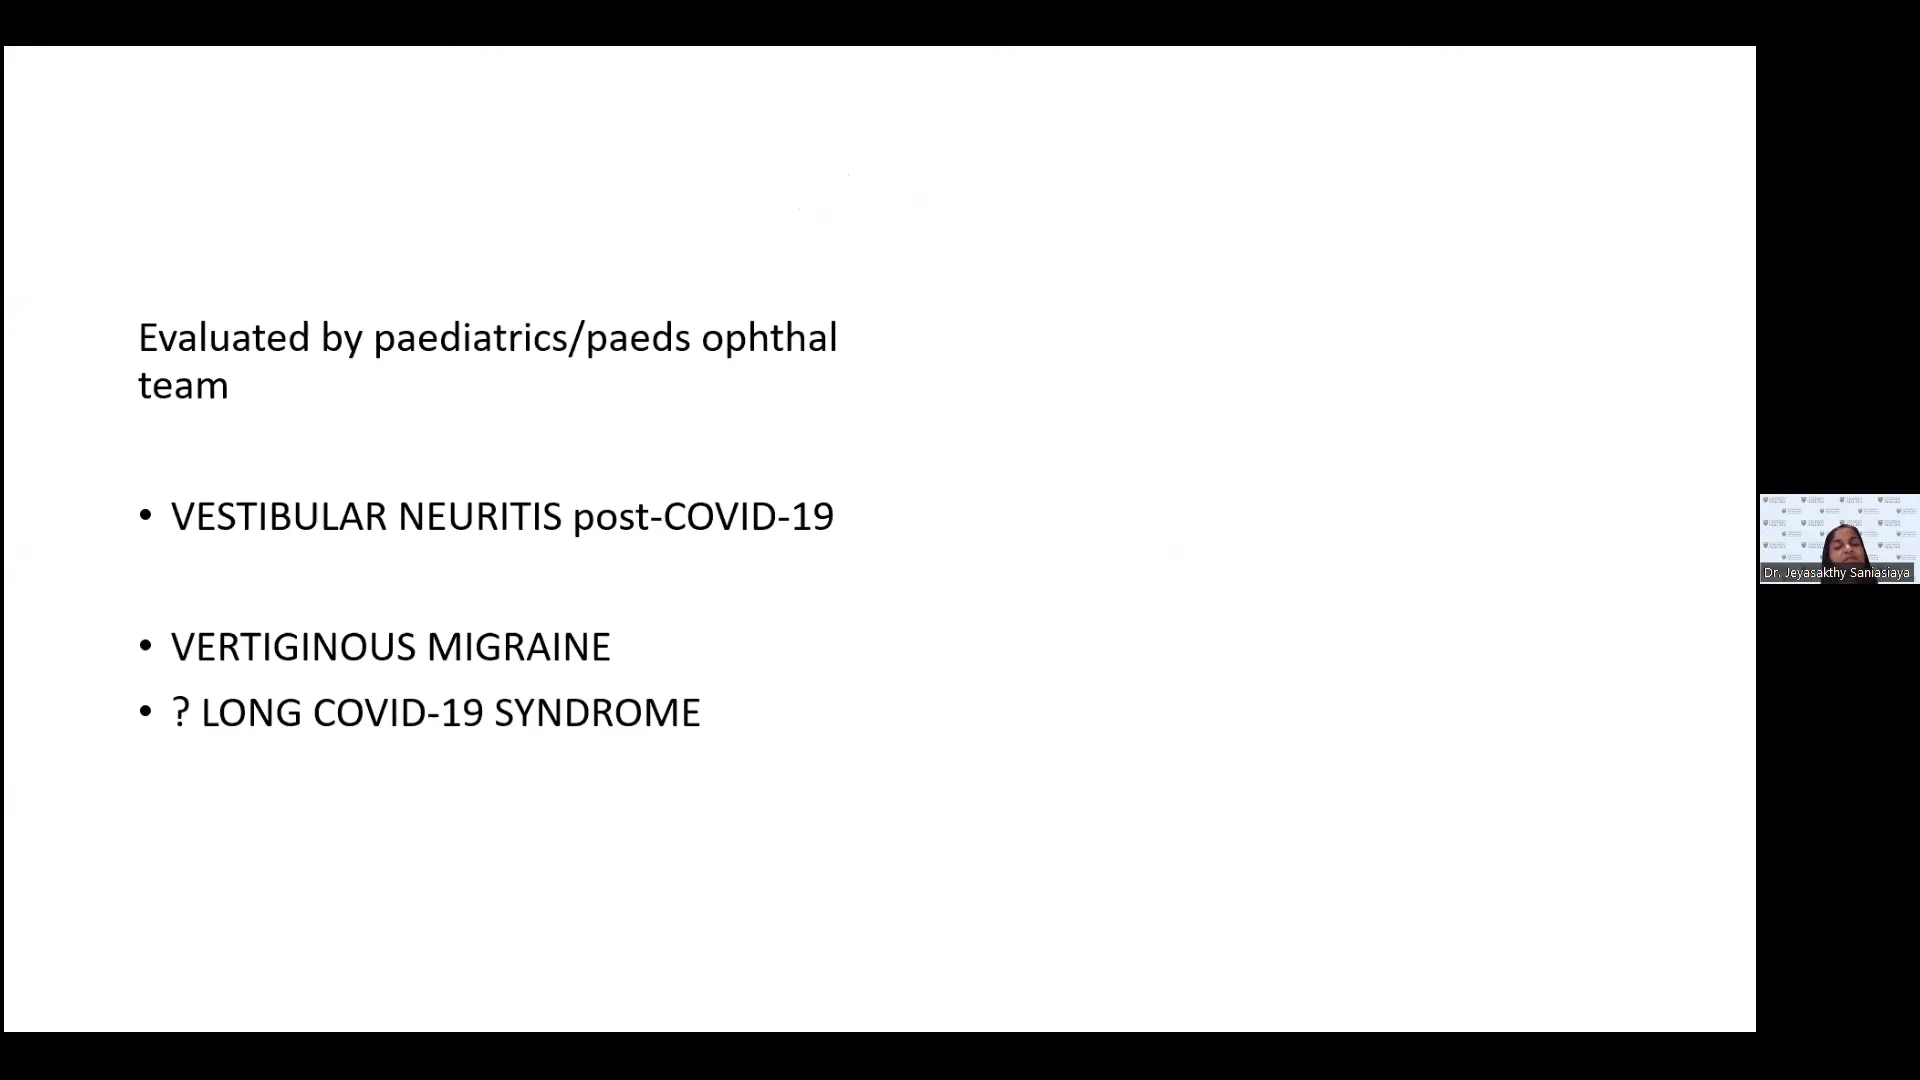 Evaluated by paediatrics/paeds ophthal
team
• VESTIBULAR NEURITIS post-COVID-19
• VERTIGINOUS MIGRAINE
• ? LONG COVID-19 SYNDROME
Dr. Jeyasakthy Saniasiaya